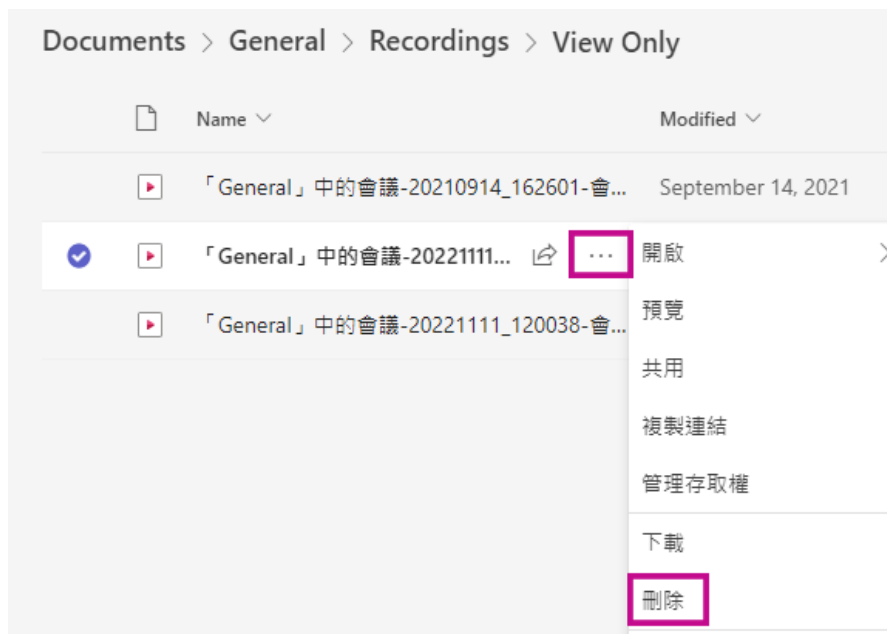 Documents > General > Recordings > View Only
Name Modified
「General」中的會議-20210914_162601-會... September 14, 2021
「General」中的會議-20221111... ... 開啟
預覽
「General」中的會議-20221111_120038-會...
共用
複製連結
管理存取權
下載
刪除